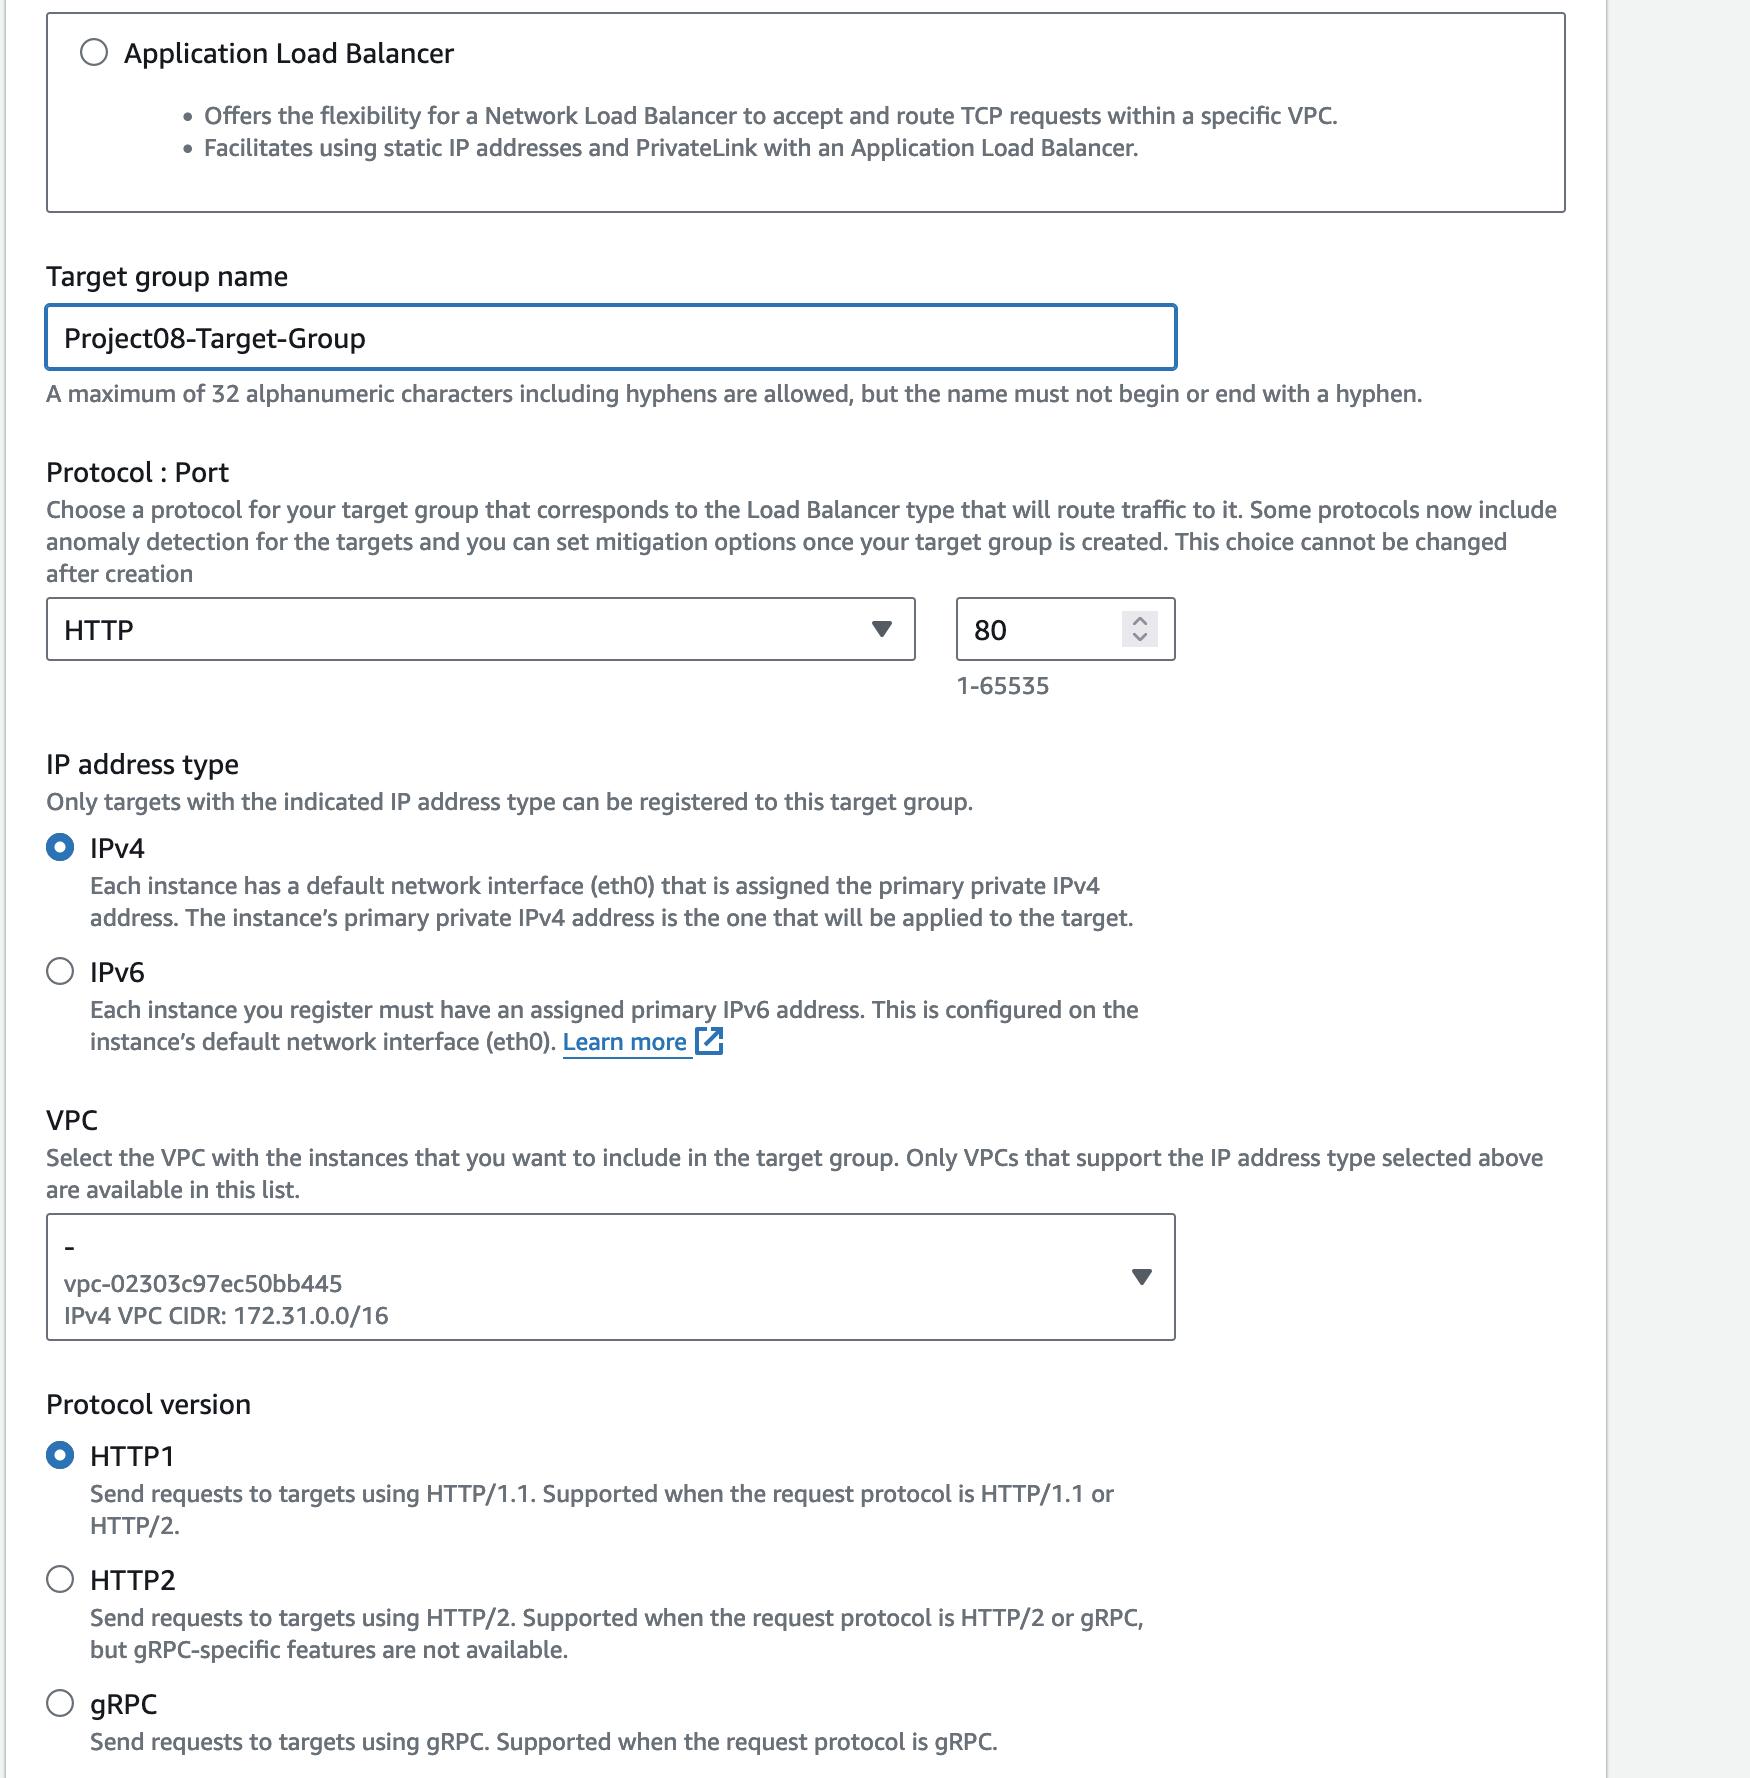 Application Load Balancer
• Offers the flexibility for a Network Load Balancer to accept and route TCP requests within a specific VPC.
• Facilitates using static IP addresses and PrivateLink with an Application Load Balancer.
Target group name
Project08-Target-Group
A maximum of 32 alphanumeric characters including hyphens are allowed, but the name must not begin or end with a hyphen.
Protocol : Port
Choose a protocol for your target group that corresponds to the Load Balancer type that will route traffic to it. Some protocols now include
anomaly detection for the targets and you can set mitigation options once your target group is created. This choice cannot be changed
after creation
HTTP
80
1-65535
IP address type
Only targets with the indicated IP address type can be registered to this target group.
IPv4
Each instance has a default network interface (eth0) that is assigned the primary private IPv4
address. The instance’s primary private IPv4 address is the one that will be applied to the target.
IPv6
Each instance you register must have an assigned primary IPv6 address. This is configured on the
instance’s default network interface (eth0). Learn more
VPC
Select the VPC with the instances that you want to include in the target group. Only VPCs that support the IP address type selected above
are available in this list.
-
vpc-02303c97ec50bb445
IPv4 VPC CIDR: 172.31.0.0/16
Protocol version
HTTP1
Send requests to targets using HTTP/1.1. Supported when the request protocol is HTTP/1.1 or
HTTP/2.
HTTP2
Send requests to targets using HTTP/2. Supported when the request protocol is HTTP/2 or gRPC,
but gRPC-specific features are not available.
gRPC
Send requests to targets using gRPC. Supported when the request protocol is gRPC.